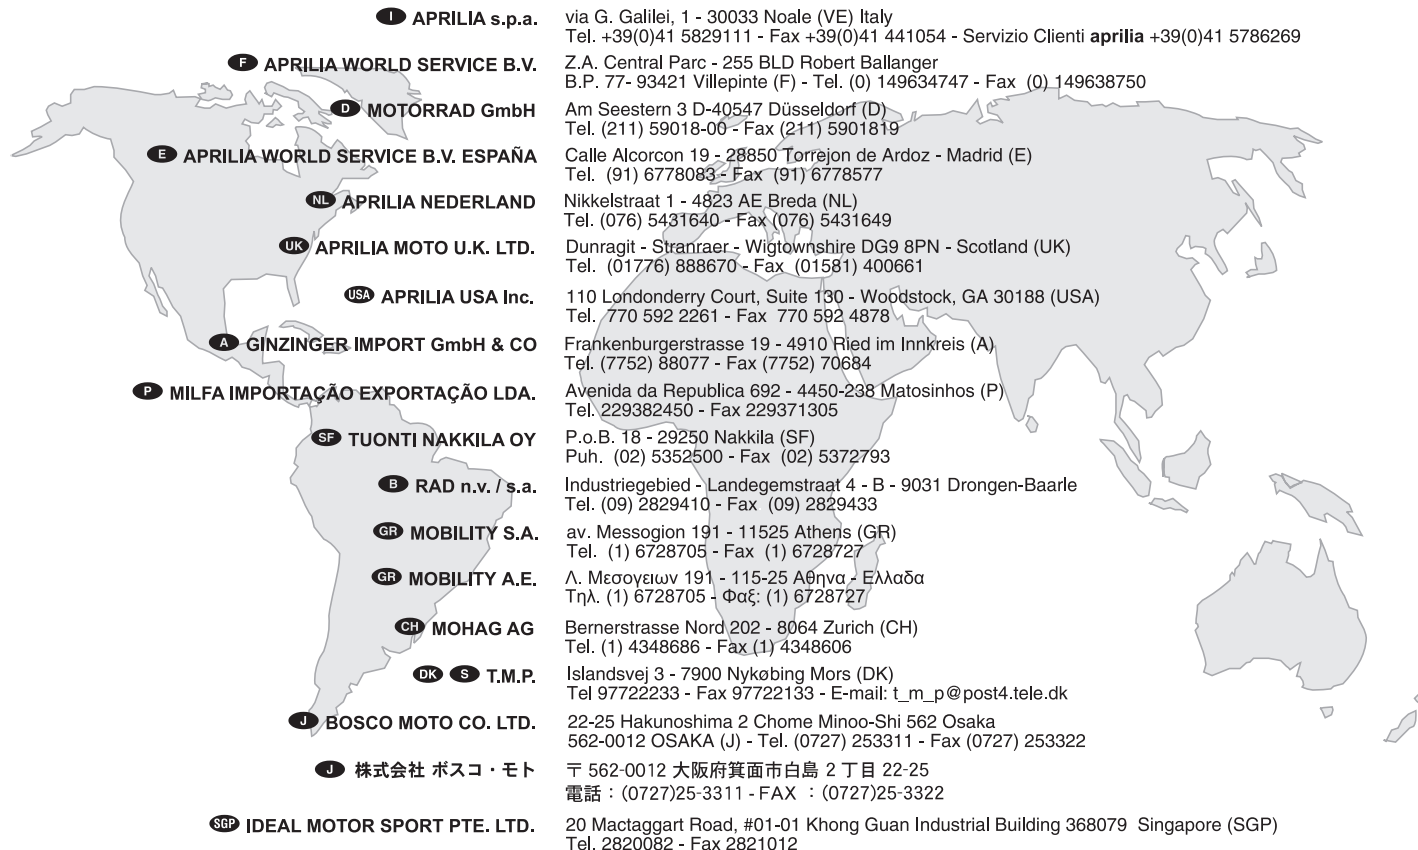 I APRILIA s.p.a. via G. Galilei, 1 - 30033 Noale (VE) Italy
Tel. +39(0)41 5829111 - Fax +39(0)41 441054 - Servizio Clienti aprilia +39(0)41 5786269
F APRILIA WORLD SERVICE B.V. Z.A. Central Parc - 255 BLD Robert Ballanger
B.P. 77- 93421 Villepinte (F) - Tel. (0) 149634747 - Fax (0) 149638750
D MOTORRAD GmbH Am Seestern 3 D-40547 Düsseldorf (D)
Tel. (211) 59018-00 - Fax (211) 5901819
E APRILIA WORLD SERVICE B.V. ESPAÑA Calle Alcorcon 19 - 28850 Torrejon de Ardoz - Madrid (E)
Tel. (91) 6778083 - Fax (91) 6778577
NL APRILIA NEDERLAND Nikkelstraat 1 - 4823 AE Breda (NL)
Tel. (076) 5431640 - Fax (076) 5431649
UK APRILIA MOTO U.K. LTD. Dunragit - Stranraer - Wigtownshire DG9 8PN - Scotland (UK)
Tel. (01776) 888670 - Fax (01581) 400661
USA APRILIA USA Inc. 110 Londonderry Court, Suite 130 - Woodstock, GA 30188 (USA)
Tel. 770 592 2261 - Fax 770 592 4878
A GINZINGER IMPORT GmbH & CO Frankenburgerstrasse 19 - 4910 Ried im Innkreis (A)
Tel. (7752) 88077 - Fax (7752) 70684
P MILFA IMPORTAÇÃO EXPORTAÇÃO LDA. Avenida da Republica 692 - 4450-238 Matosinhos (P)
Tel. 229382450 - Fax 229371305
SF TUONTI NAKKILA OY P.o.B. 18 - 29250 Nakkila (SF)
Puh. (02) 5352500 - Fax (02) 5372793
B RAD n.v. / s.a. Industriegebied - Landegemstraat 4 - B - 9031 Drongen-Baarle
Tel. (09) 2829410 - Fax (09) 2829433
GR MOBILITY S.A. av. Messogion 191 - 11525 Athens (GR)
Tel. (1) 6728705 - Fax (1) 6728727
GR MOBILITY A.E. Λ. Μεσογειων 191 - 115-25 Αθηνα - Ελλαδα
Τηλ. (1) 6728705 - Φαξ: (1) 6728727
CH MOHAG AG Bernerstrasse Nord 202 - 8064 Zurich (CH)
Tel. (1) 4348686 - Fax (1) 4348606
DK S T.M.P. Islandsvej 3 - 7900 Nykøbing Mors (DK)
Tel 97722233 - Fax 97722133 - E-mail: t_m_p@post4.tele.dk
J BOSCO MOTO CO. LTD. 22-25 Hakunoshima 2 Chome Minoo-Shi 562 Osaka
562-0012 OSAKA (J) - Tel. (0727) 253311 - Fax (0727) 253322
J 株式会社 ボスコ・モト 〒 562-0012 大阪府箕面市白島 2 丁目 22-25
電話：(0727)25-3311 - FAX ：(0727)25-3322
SGP IDEAL MOTOR SPORT PTE. LTD. 20 Mactaggart Road, #01-01 Khong Guan Industrial Building 368079 Singapore (SGP)
Tel. 2820082 - Fax 2821012